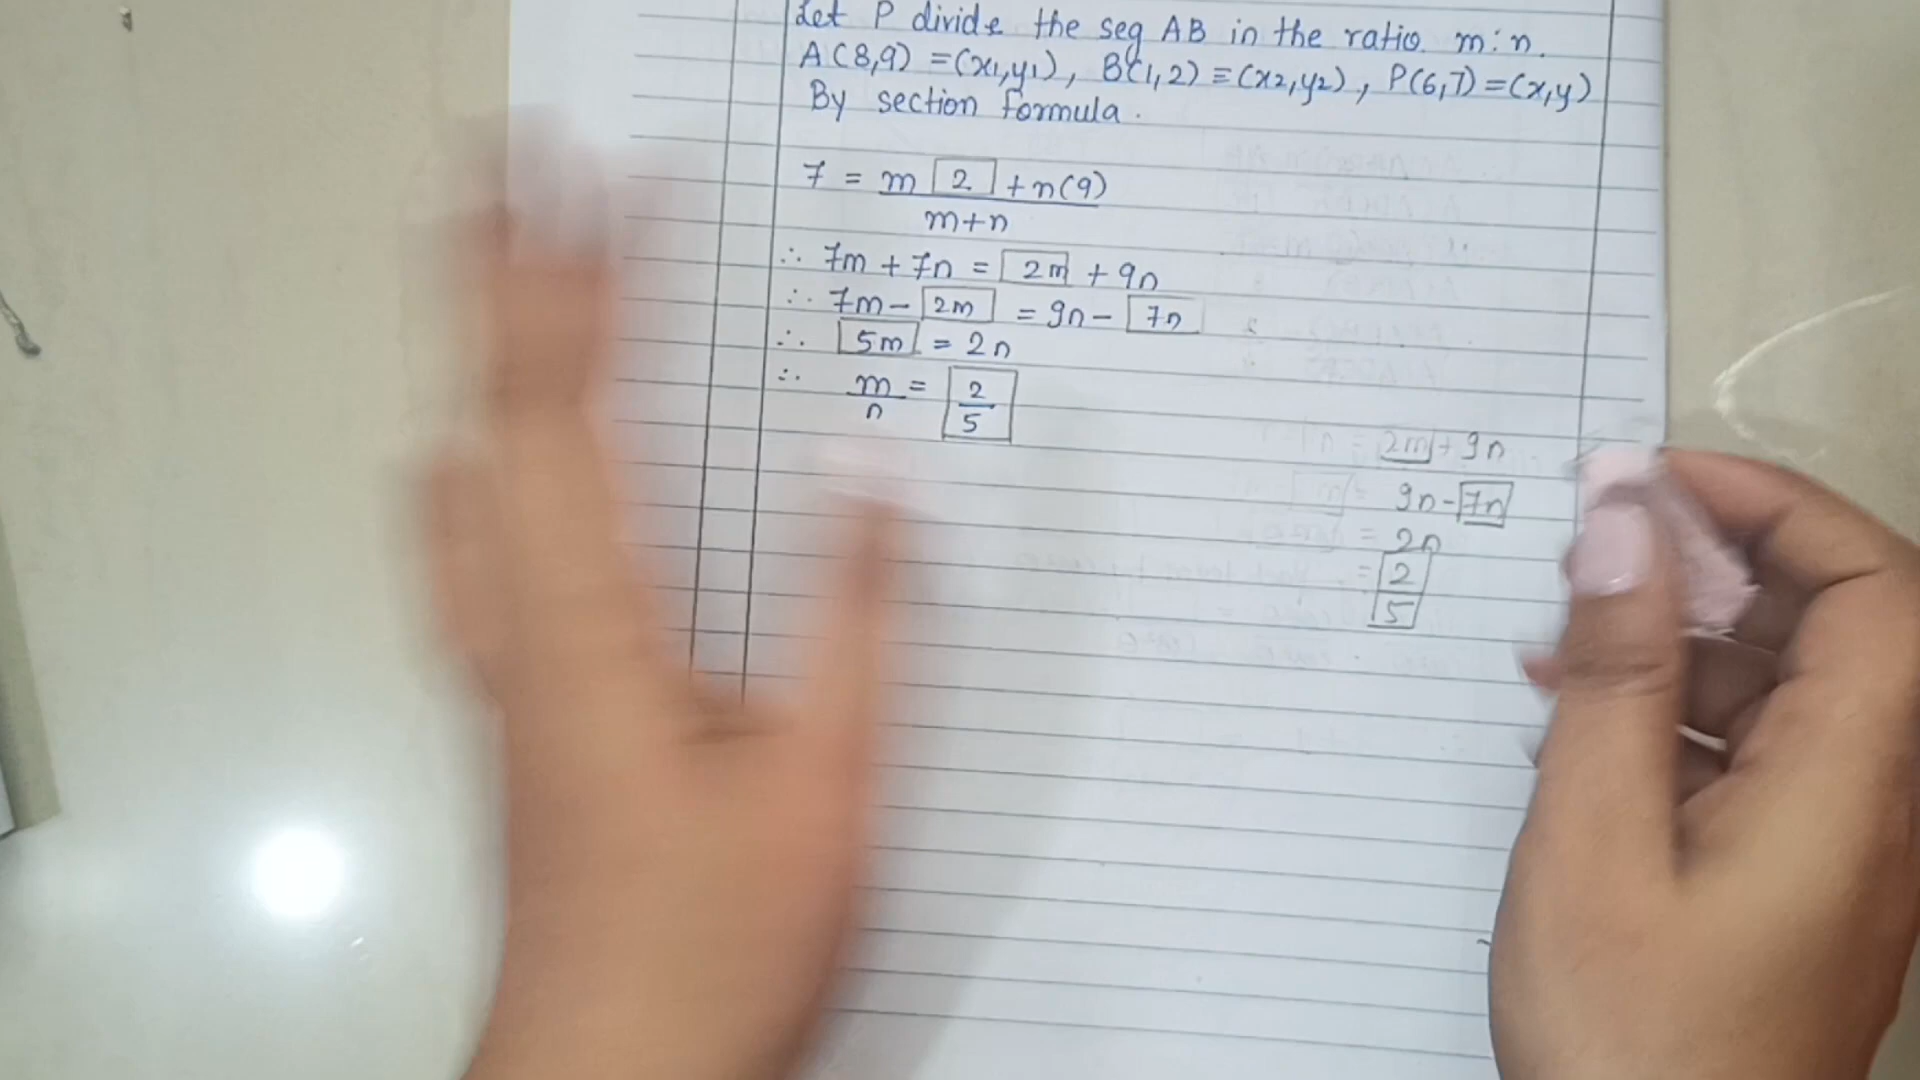 Let P divide the seg AB in the ratio m:n.
A(8,9) = (x1,y1), B(1,2) ≡ (x2,y2), P(6,7) = (x,y)
By section formula.
7 = m 2 + n(9)
m+n
∴ 7m + 7n = 2m + 9n
∴ 7m - 2m = 9n - 7n
∴ 5m = 2n
∴ m/n = 2/5
= 2m + 9n
= 9n - 7n
= 2n
= 2/5